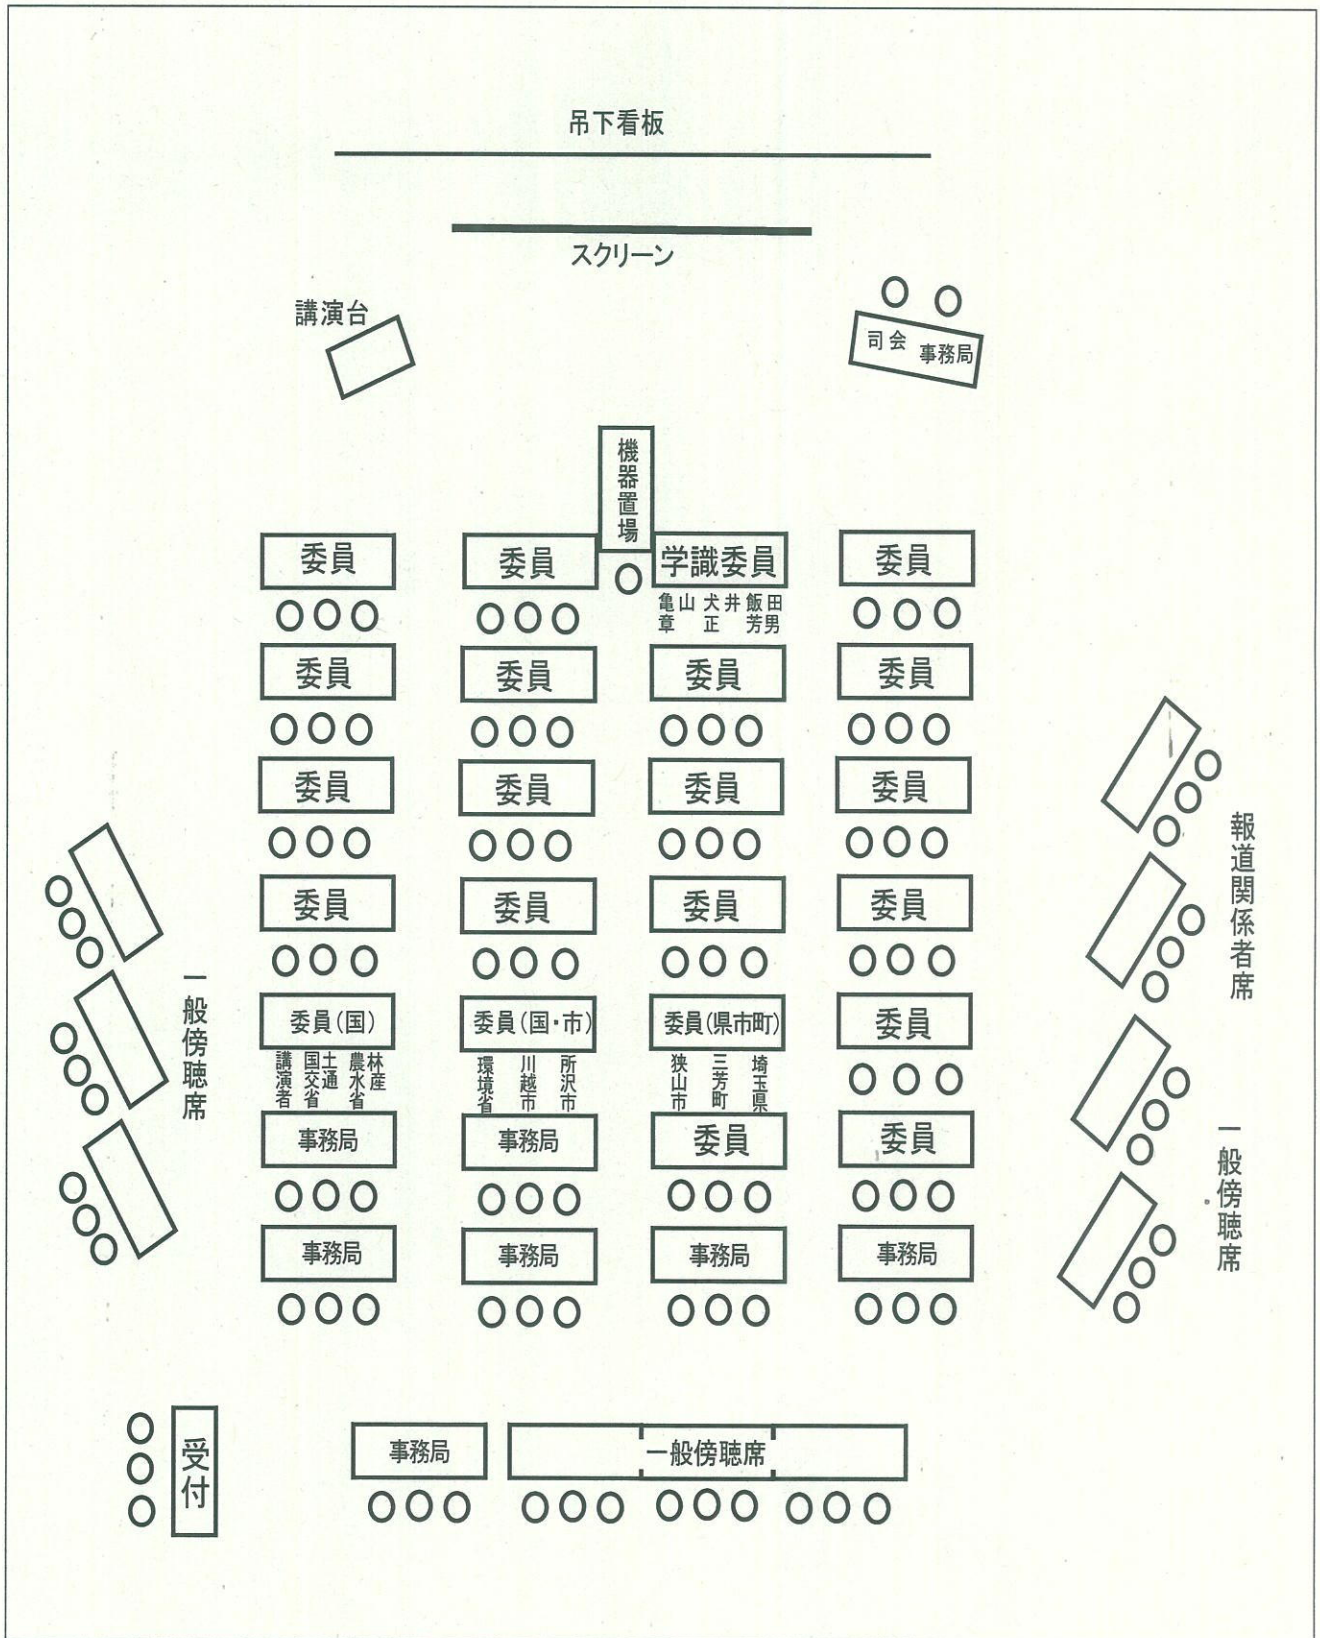 吊下看板
スクリーン
講演台
司会 事務局
機器置場
委員 委員 学識委員 委員
亀山章 犬井正 飯田芳男
委員 委員 委員 委員
委員 委員 委員 委員
委員 委員 委員 委員
報道関係者席
一般傍聴席
委員(国) 委員(国・市) 委員(県市町) 委員
講演者 国土交通省 農林水産省 環境省 川越市 所沢市 狭山市 三芳町 埼玉県
事務局 事務局 委員 委員
一般傍聴席
事務局 事務局 事務局 事務局
受付
事務局 一般傍聴席